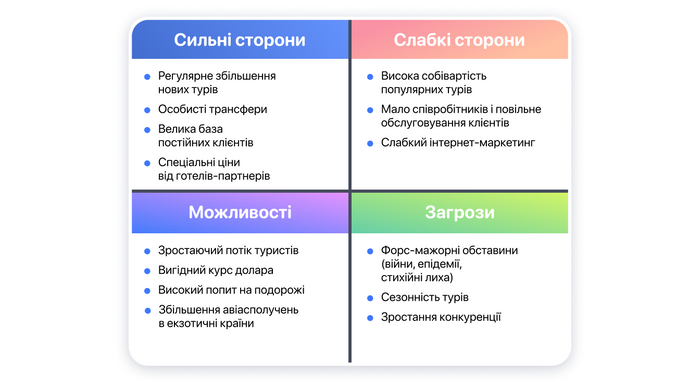 Сильні сторони
Регулярне збільшення
нових турів
Особисті трансфери
Велика база
постійних клієнтів
Спеціальні ціни
від готелів-партнерів
Слабкі сторони
Висока собівартість
популярних турів
Мало співробітників і повільне
обслуговування клієнтів
Слабкий інтернет-маркетинг
Можливості
Зростаючий потік туристів
Вигідний курс долара
Високий попит на подорожі
Збільшення авіасполучень
в екзотичні країни
Загрози
Форс-мажорні обставини
(війни, епідемії,
стихійні лиха)
Сезонність турів
Зростання конкуренції